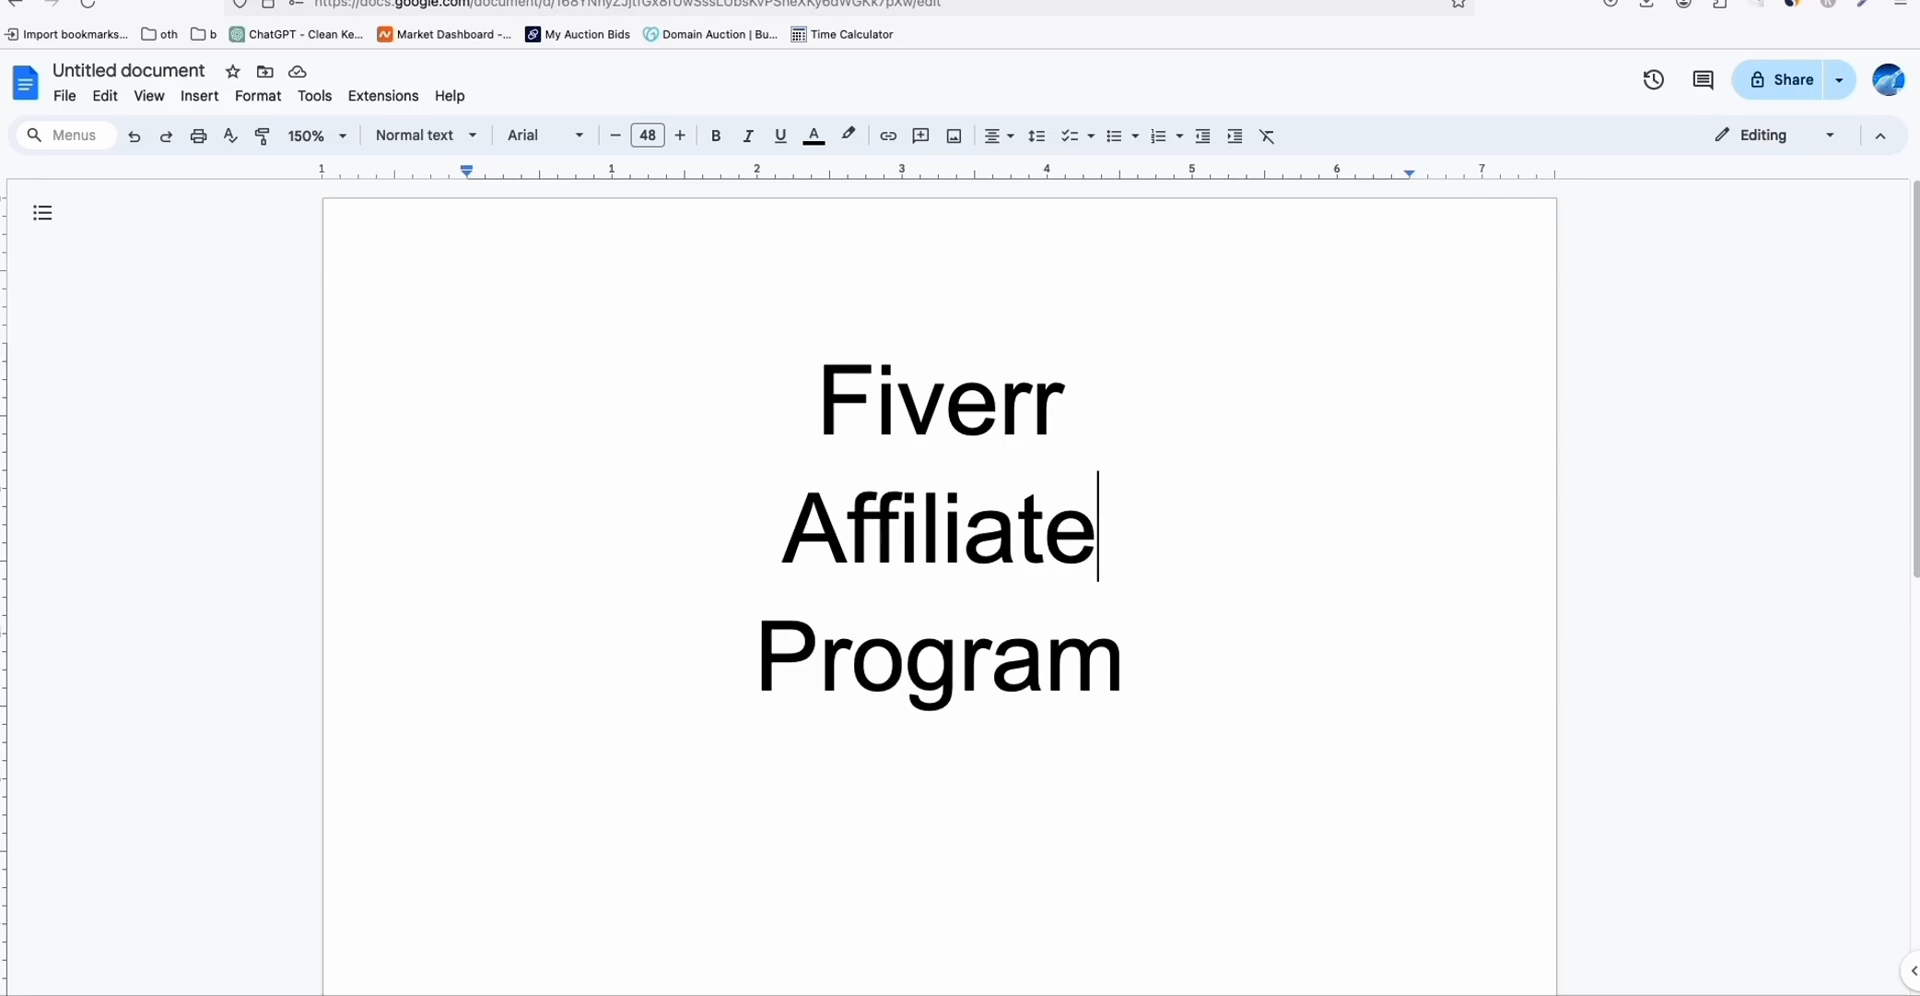 Import bookmarks...
oth
b
ChatGPT - Clean Ke...
Market Dashboard -...
My Auction Bids
Domain Auction | Bu...
Time Calculator
Untitled document
Share
File Edit View Insert Format Tools Extensions Help
Menus
150%
Normal text
Arial
48
Editing
1 1 2 3 4 5 6 7
Fiverr
Affiliate
Program